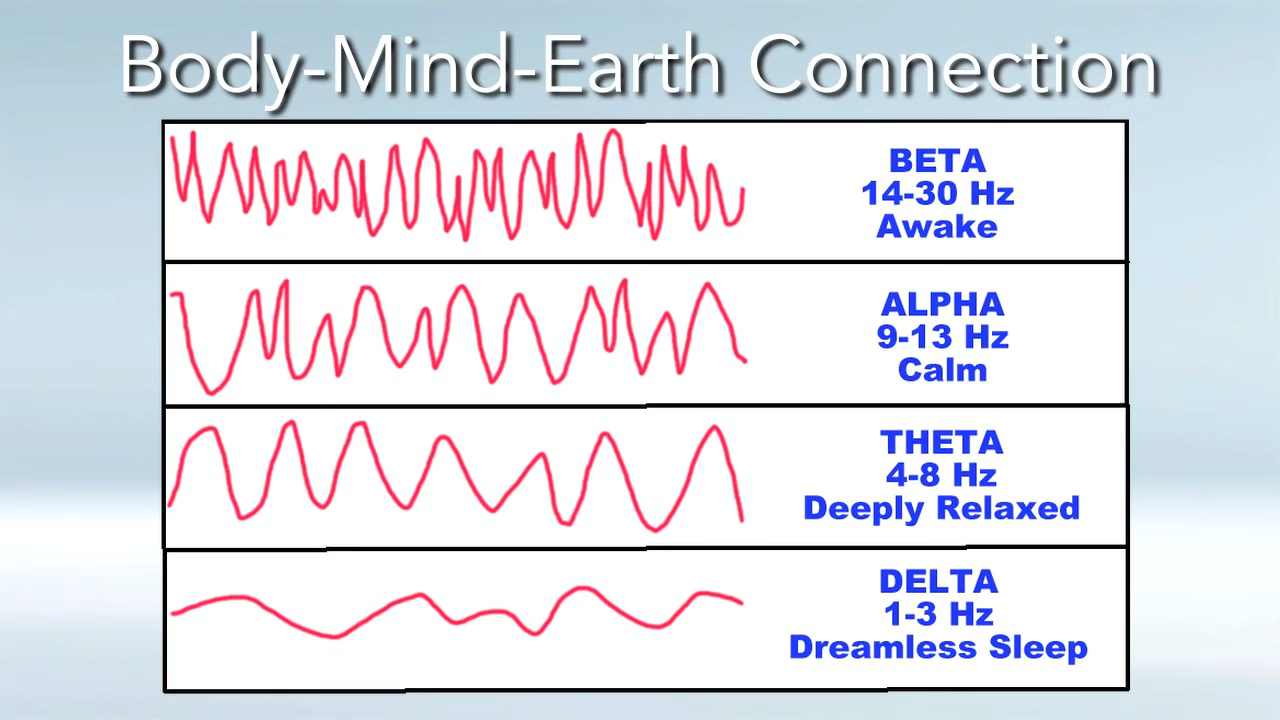 Body-Mind-Earth Connection
BETA
14-30 Hz
Awake
ALPHA
9-13 Hz
Calm
THETA
4-8 Hz
Deeply Relaxed
DELTA
1-3 Hz
Dreamless Sleep